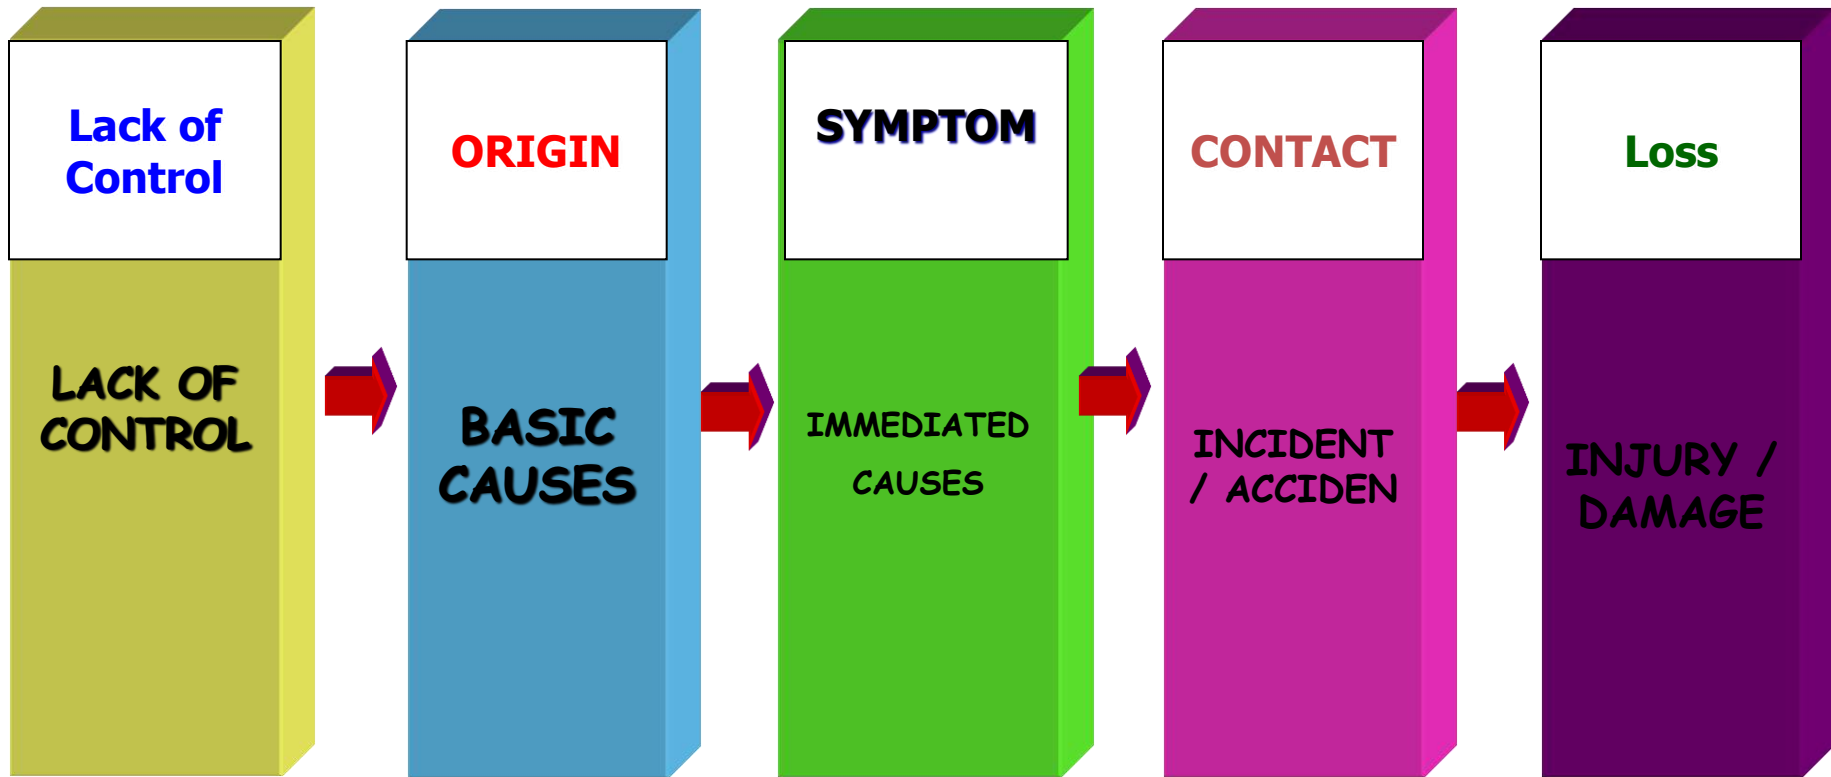 Lack of
Control
LACK OF
CONTROL
ORIGIN
BASIC
CAUSES
SYMPTOM
IMMEDIATED
CAUSES
CONTACT
INCIDENT
/ ACCIDEN
Loss
INJURY /
DAMAGE